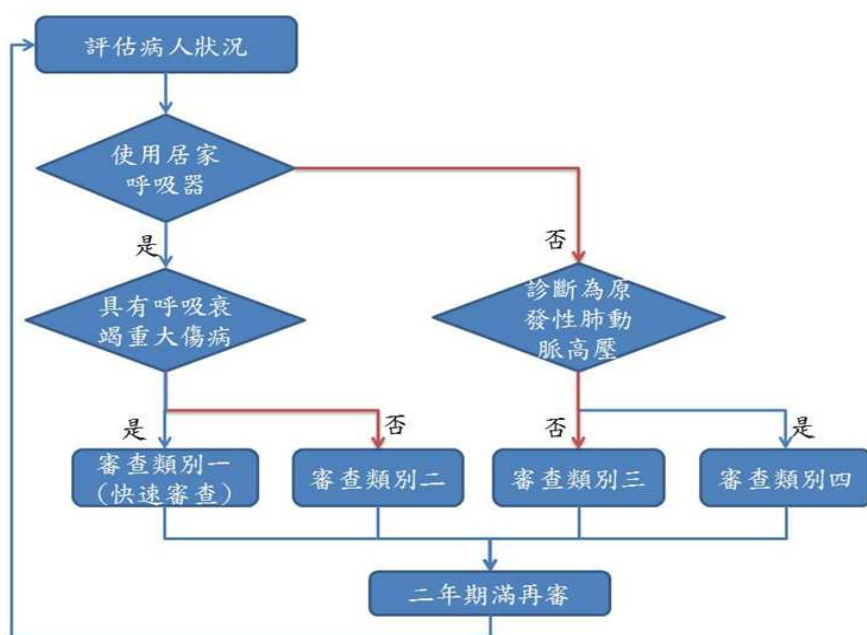 評估病人狀況
使用居家
呼吸器
是
否
具有呼吸衰
竭重大傷病
診斷為原
發性肺動
脈高壓
是
否
否
是
審查類別一
(快速審查)
審查類別二
審查類別三
審查類別四
二年期滿再審